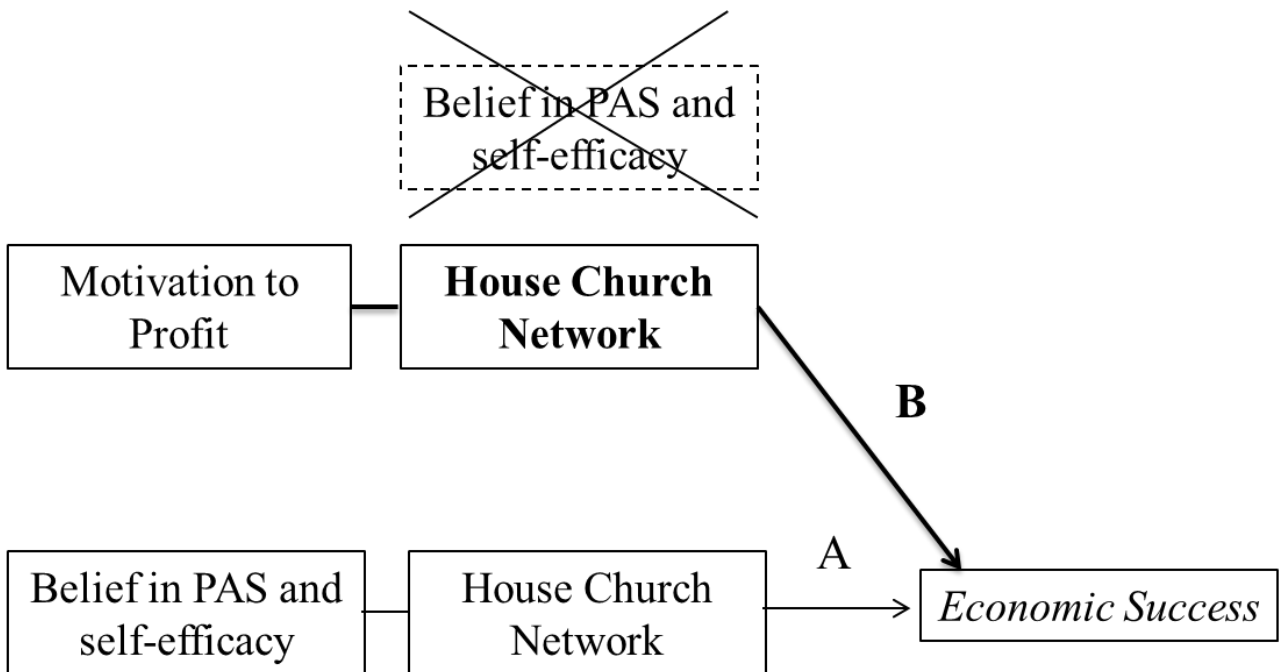 Belief in PAS and
self-efficacy
Motivation to
Profit
House Church
Network
B
Belief in PAS and
self-efficacy
House Church
Network
A
Economic Success